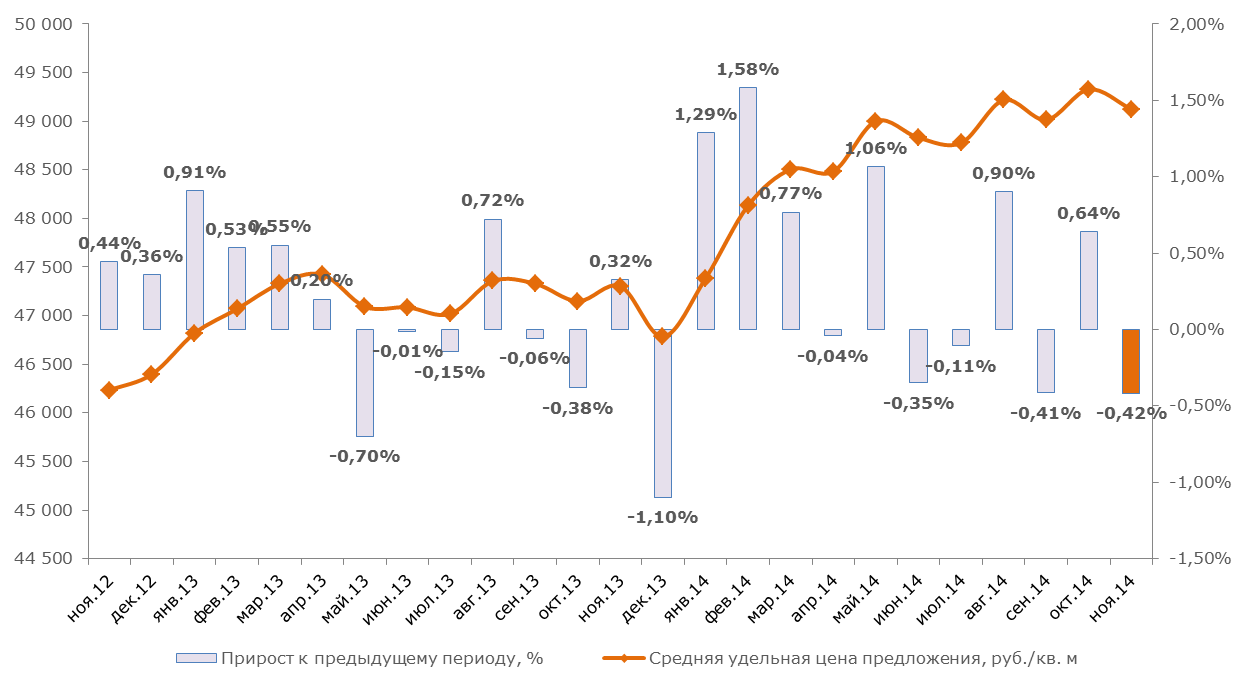 50 000
49 500
49 000
48 500
48 000
47 500
47 000
46 500
46 000
45 500
45 000
44 500
2,00%
1,50%
1,00%
0,50%
0,00%
-0,50%
-1,00%
-1,50%
0,44%
0,36%
0,91%
0,53%
0,55%
0,20%
-0,70%
-0,01%
-0,15%
0,72%
-0,06%
-0,38%
0,32%
-1,10%
1,29%
1,58%
0,77%
-0,04%
1,06%
-0,35%
-0,11%
0,90%
-0,41%
0,64%
-0,42%
ноя.12
дек.12
янв.13
фев.13
мар.13
апр.13
май.13
июн.13
июл.13
авг.13
сен.13
окт.13
ноя.13
дек.13
янв.14
фев.14
мар.14
апр.14
май.14
июн.14
июл.14
авг.14
сен.14
окт.14
ноя.14
Прирост к предыдущему периоду, %
Средняя удельная цена предложения, руб./кв. м